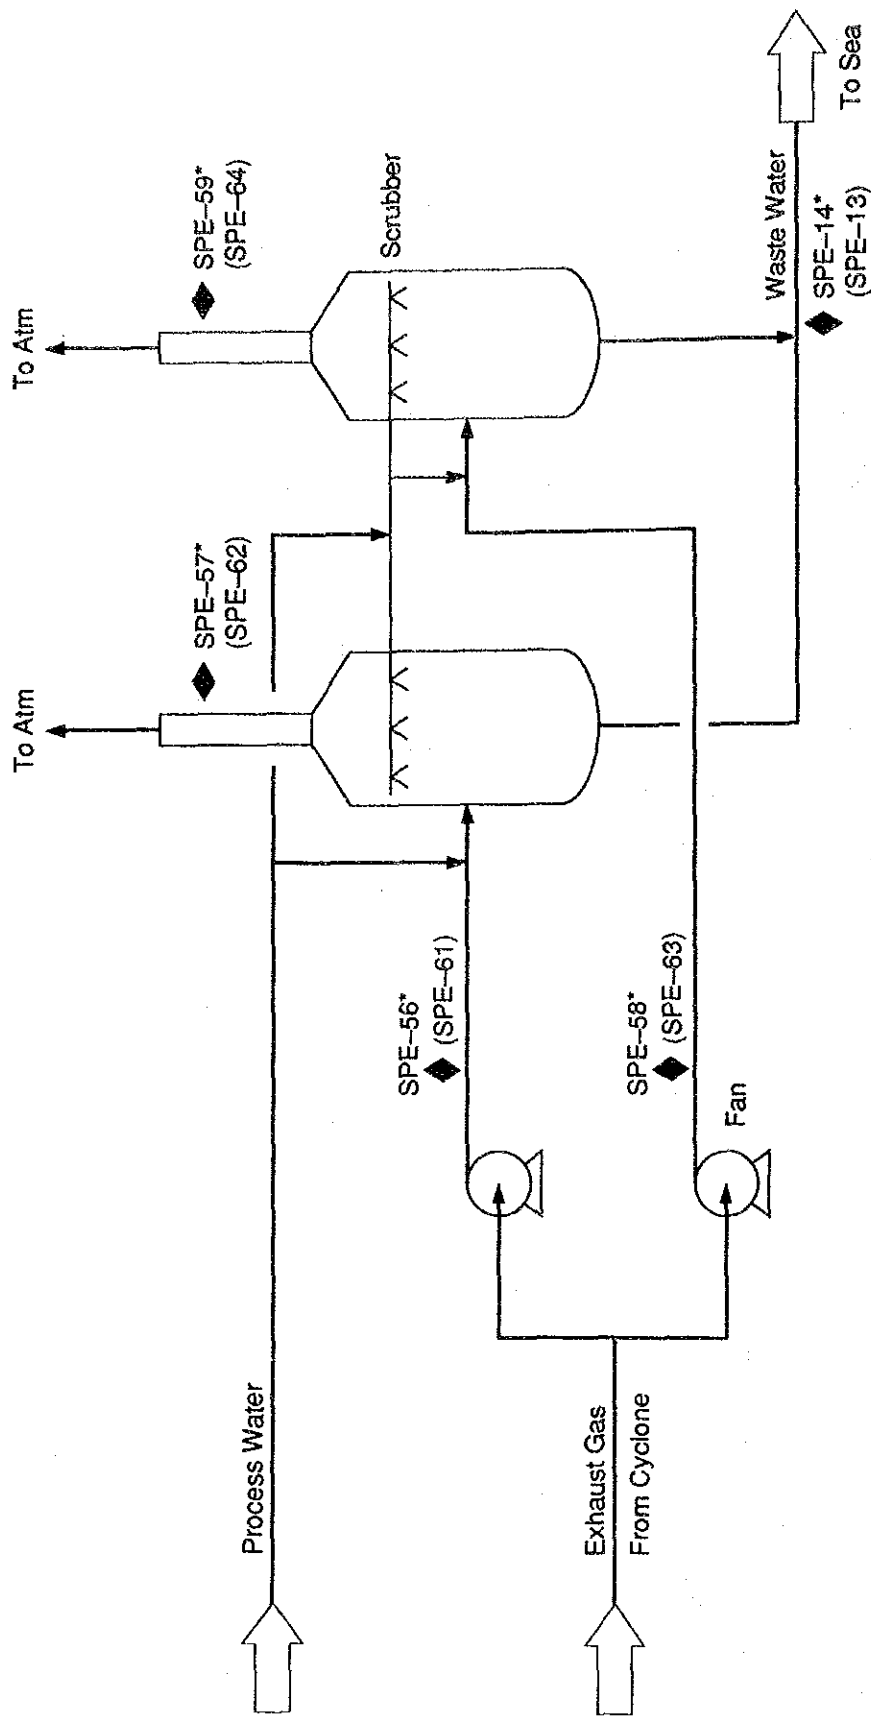 To Atm
To Atm
SPE–57*
(SPE–62)
SPE–59*
(SPE–64)
Process Water
Scrubber
SPE–56*
(SPE–61)
Exhaust Gas
From Cyclone
SPE–58*
(SPE–63)
Fan
Waste Water
SPE–14*
(SPE–13)
To Sea